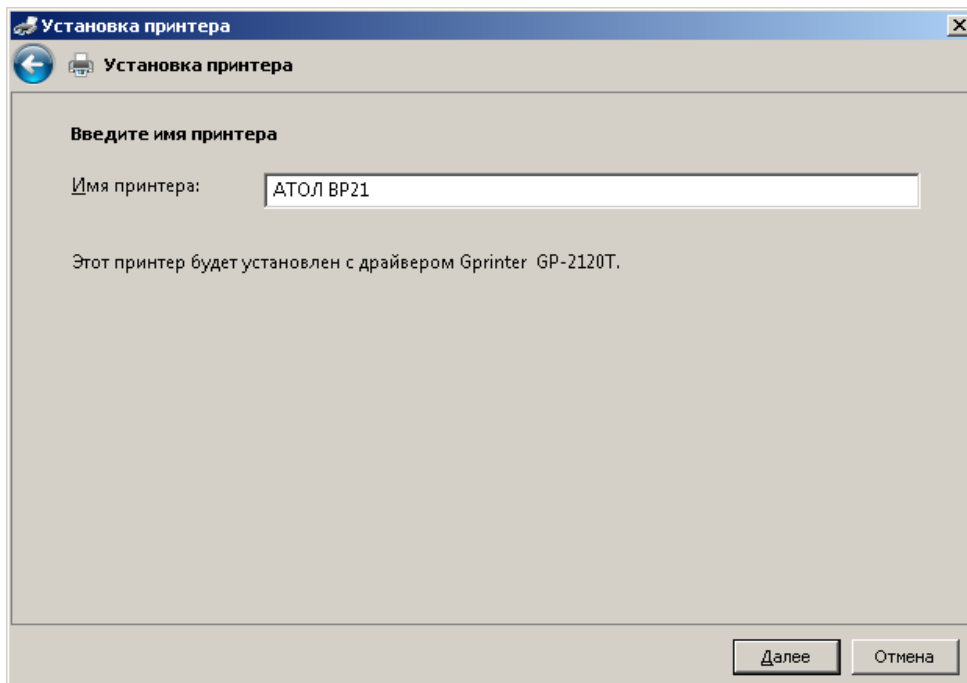 Установка принтера
Установка принтера
Введите имя принтера
Имя принтера: АТОЛ BP21
Этот принтер будет установлен с драйвером Gprinter GP-2120T.
Далее Отмена